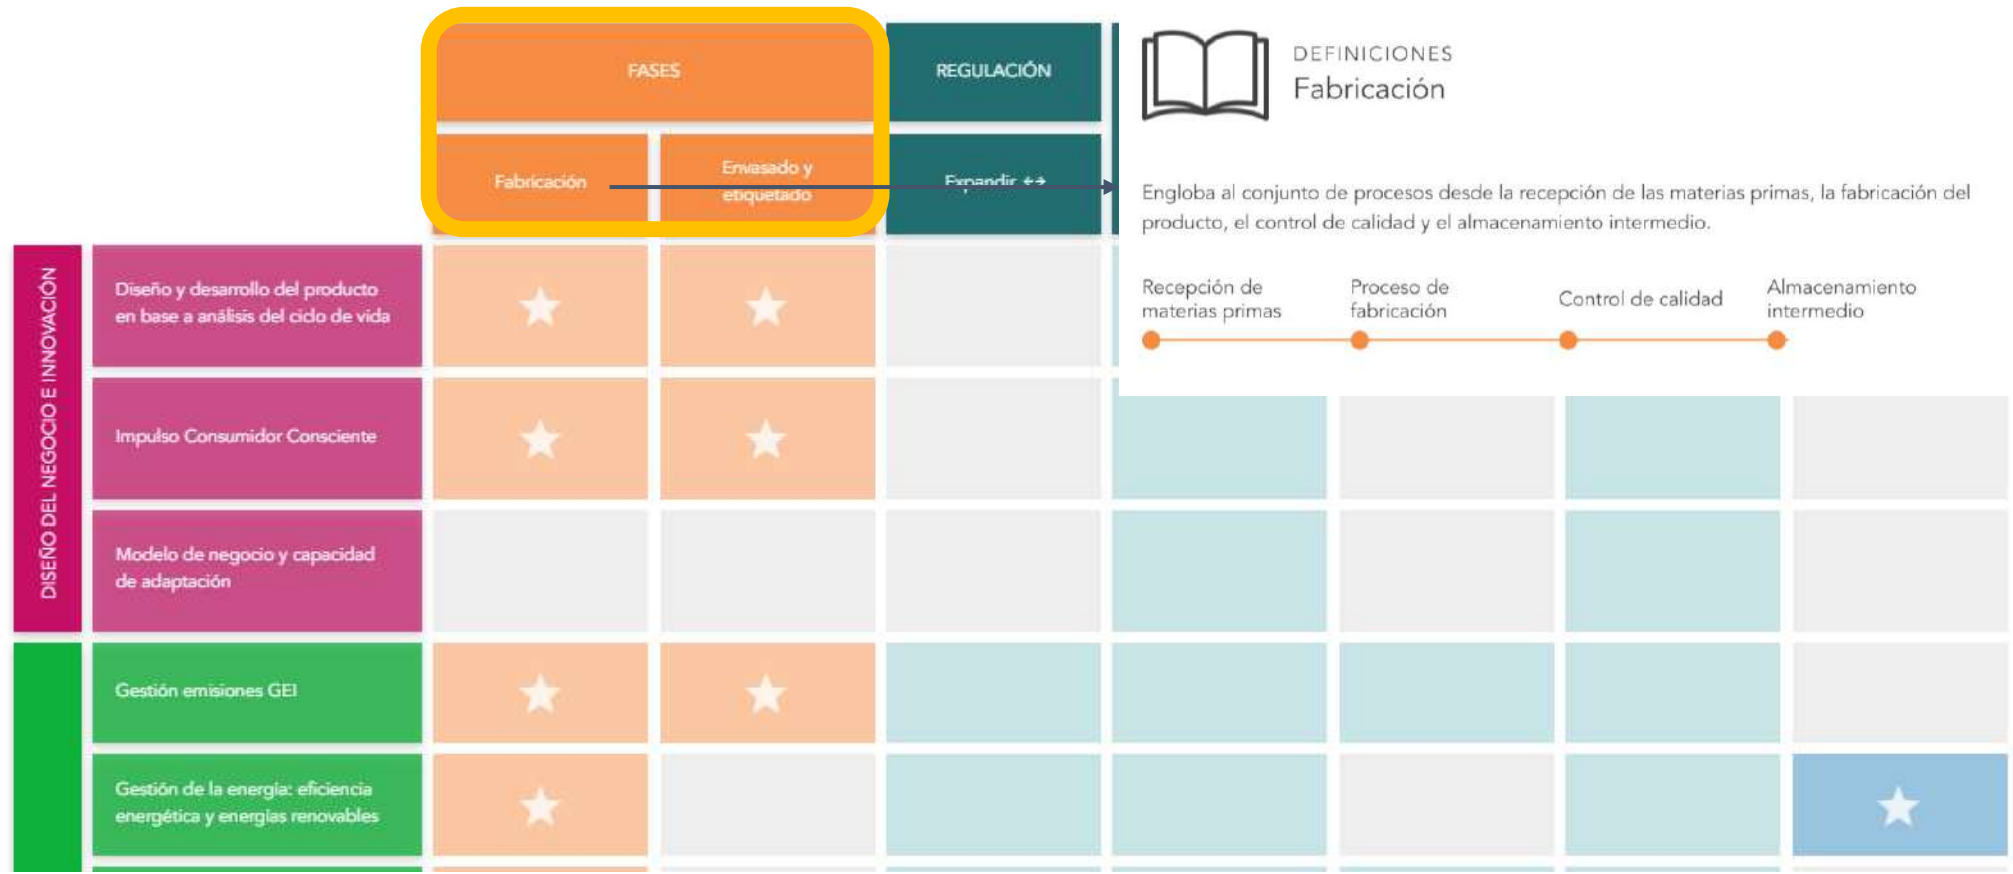 FASES
REGULACIÓN
Fabricación
Envasado y
etiquetado
Expandir ↔
DEFINICIONES
Fabricación
Engloba al conjunto de procesos desde la recepción de las materias primas, la fabricación del
producto, el control de calidad y el almacenamiento intermedio.
Recepción de
materias primas
Proceso de
fabricación
Control de calidad
Almacenamiento
intermedio
DISEÑO DEL NEGOCIO E INNOVACIÓN
Diseño y desarrollo del producto
en base a análisis del ciclo de vida
Impulso Consumidor Consciente
Modelo de negocio y capacidad
de adaptación
Gestión emisiones GEI
Gestión de la energía: eficiencia
energética y energías renovables